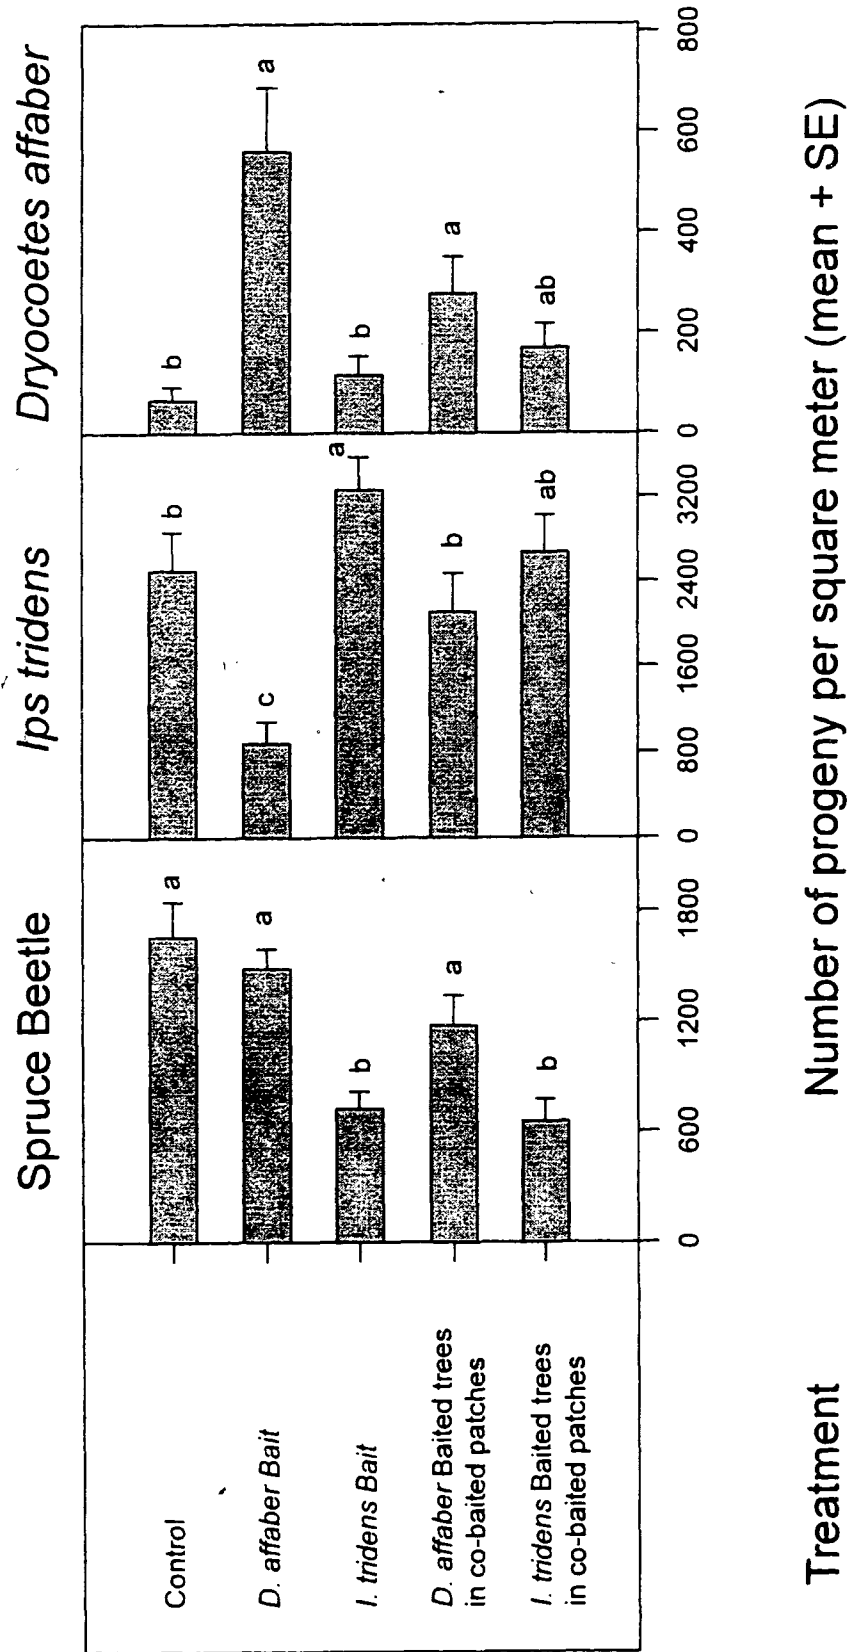 Spruce Beetle
Ips tridens
Dryocoetes affaber
Control
a
b
b
D. affaber Bait
a
c
a
I. tridens Bait
b
a
b
D. affaber Baited trees
in co-baited patches
a
b
a
I. tridens Baited trees
in co-baited patches
b
ab
ab
0 600 1200 1800
0 800 1600 2400 3200
0 200 400 600 800
Treatment
Number of progeny per square meter (mean + SE)